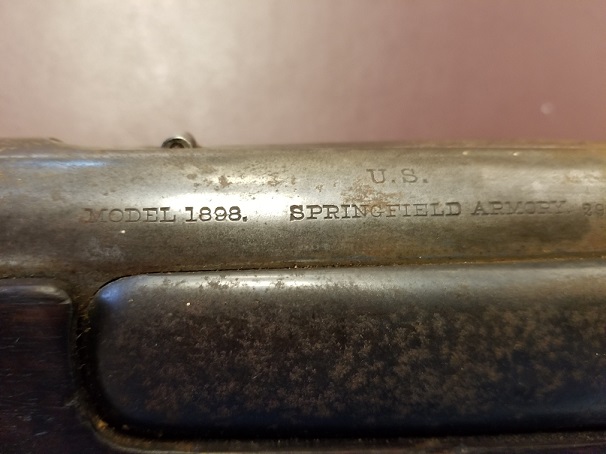 U.S.
MODEL 1898. SPRINGFIELD ARMORY